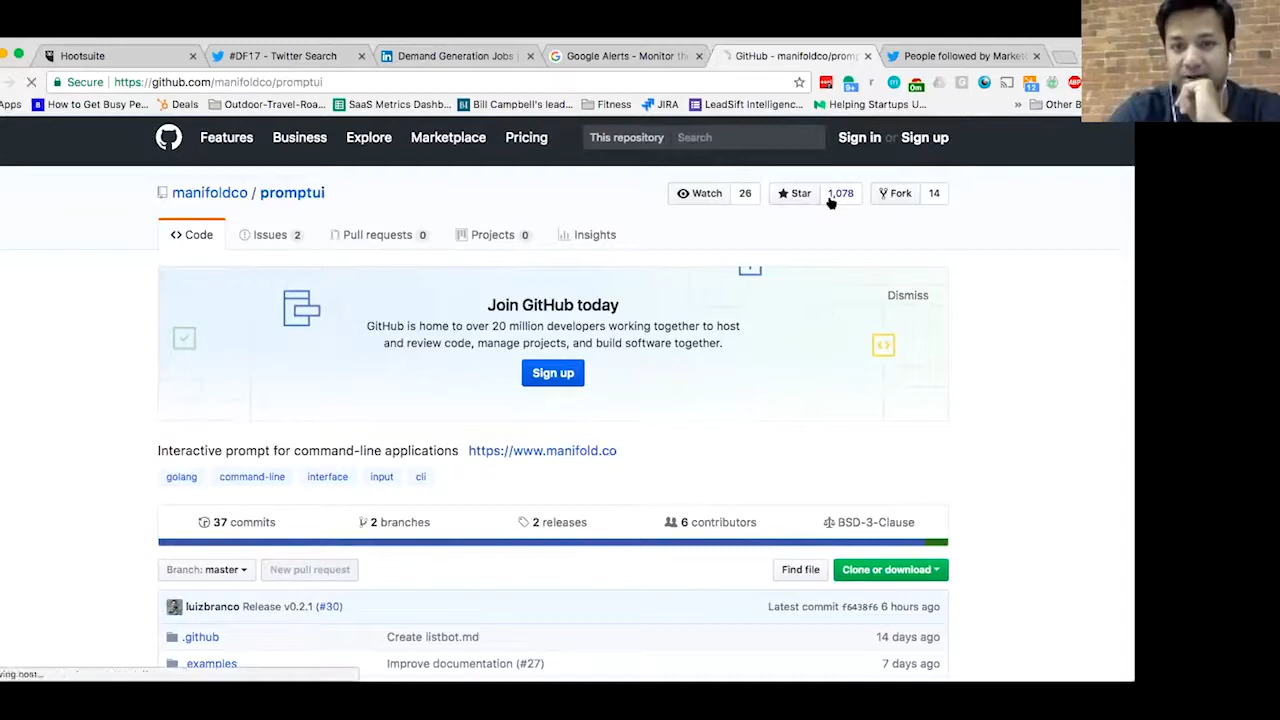 Hootsuite
#DF17 - Twitter Search
Demand Generation Jobs |
Google Alerts - Monitor the
GitHub - manifoldco/promp
People followed by Market
Secure
https://github.com/manifoldco/promptui
Apps
How to Get Busy Pe...
Deals
Outdoor-Travel-Roa...
SaaS Metrics Dashb...
Bill Campbell's lead...
Fitness
JIRA
LeadSift Intelligenc...
Helping Startups U...
»
Other B
Features
Business
Explore
Marketplace
Pricing
This repository
Search
Sign in or Sign up
manifoldco / promptui
Watch 26
Star 1,078
Fork 14
Code
Issues 2
Pull requests 0
Projects 0
Insights
Join GitHub today
Dismiss
GitHub is home to over 20 million developers working together to host
and review code, manage projects, and build software together.
Sign up
Interactive prompt for command-line applications https://www.manifold.co
golang
command-line
interface
input
cli
37 commits
2 branches
2 releases
6 contributors
BSD-3-Clause
Branch: master
New pull request
Find file
Clone or download
luizbranco Release v0.2.1 (#30)
Latest commit f6438f6 6 hours ago
.github
Create listbot.md
14 days ago
_examples
Improve documentation (#27)
7 days ago
ving host...